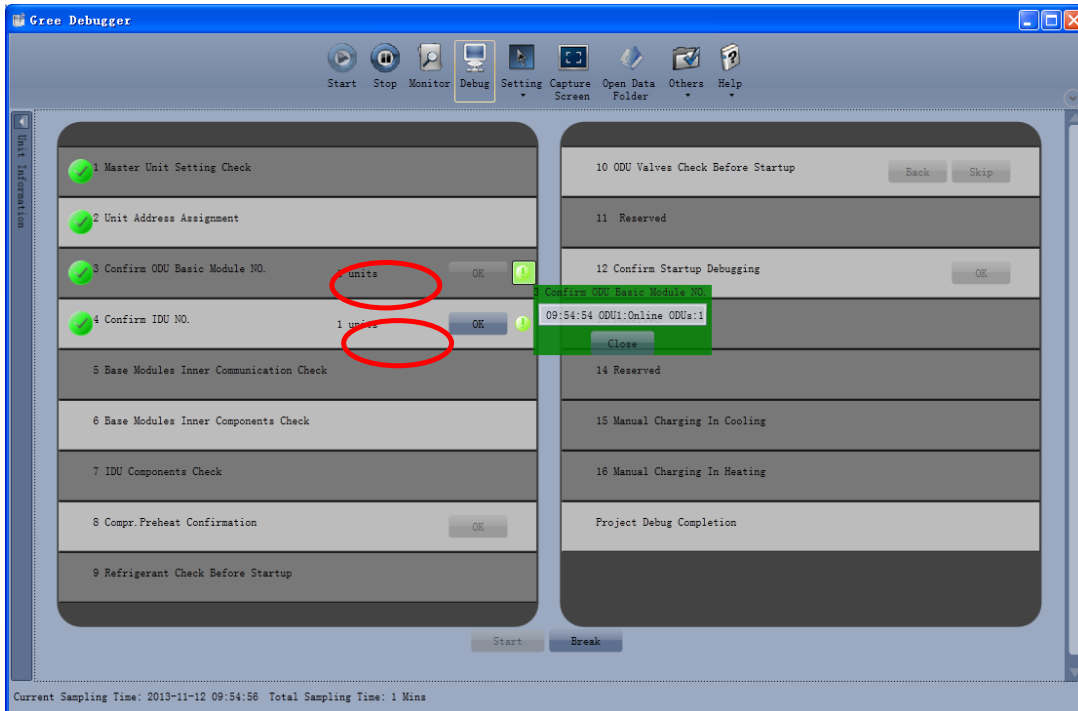 Gree Debugger
Start Stop Monitor Debug Setting Capture Screen Open Data Folder Others Help
Unit Information
1 Master Unit Setting Check
2 Unit Address Assignment
3 Confirm ODU Basic Module NO. units OK
4 Confirm IDU NO. 1 units OK
5 Base Modules Inner Communication Check
6 Base Modules Inner Components Check
7 IDU Components Check
8 Compr.Preheat Confirmation OK
9 Refrigerant Check Before Startup
10 ODU Valves Check Before Startup Back Skip
11 Reserved
12 Confirm Startup Debugging OK
3 Confirm ODU Basic Module NO.
09:54:54 ODU1:Online ODUs:1
Close
14 Reserved
15 Manual Charging In Cooling
16 Manual Charging In Heating
Project Debug Completion
Start Break
Current Sampling Time: 2013-11-12 09:54:56 Total Sampling Time: 1 Mins